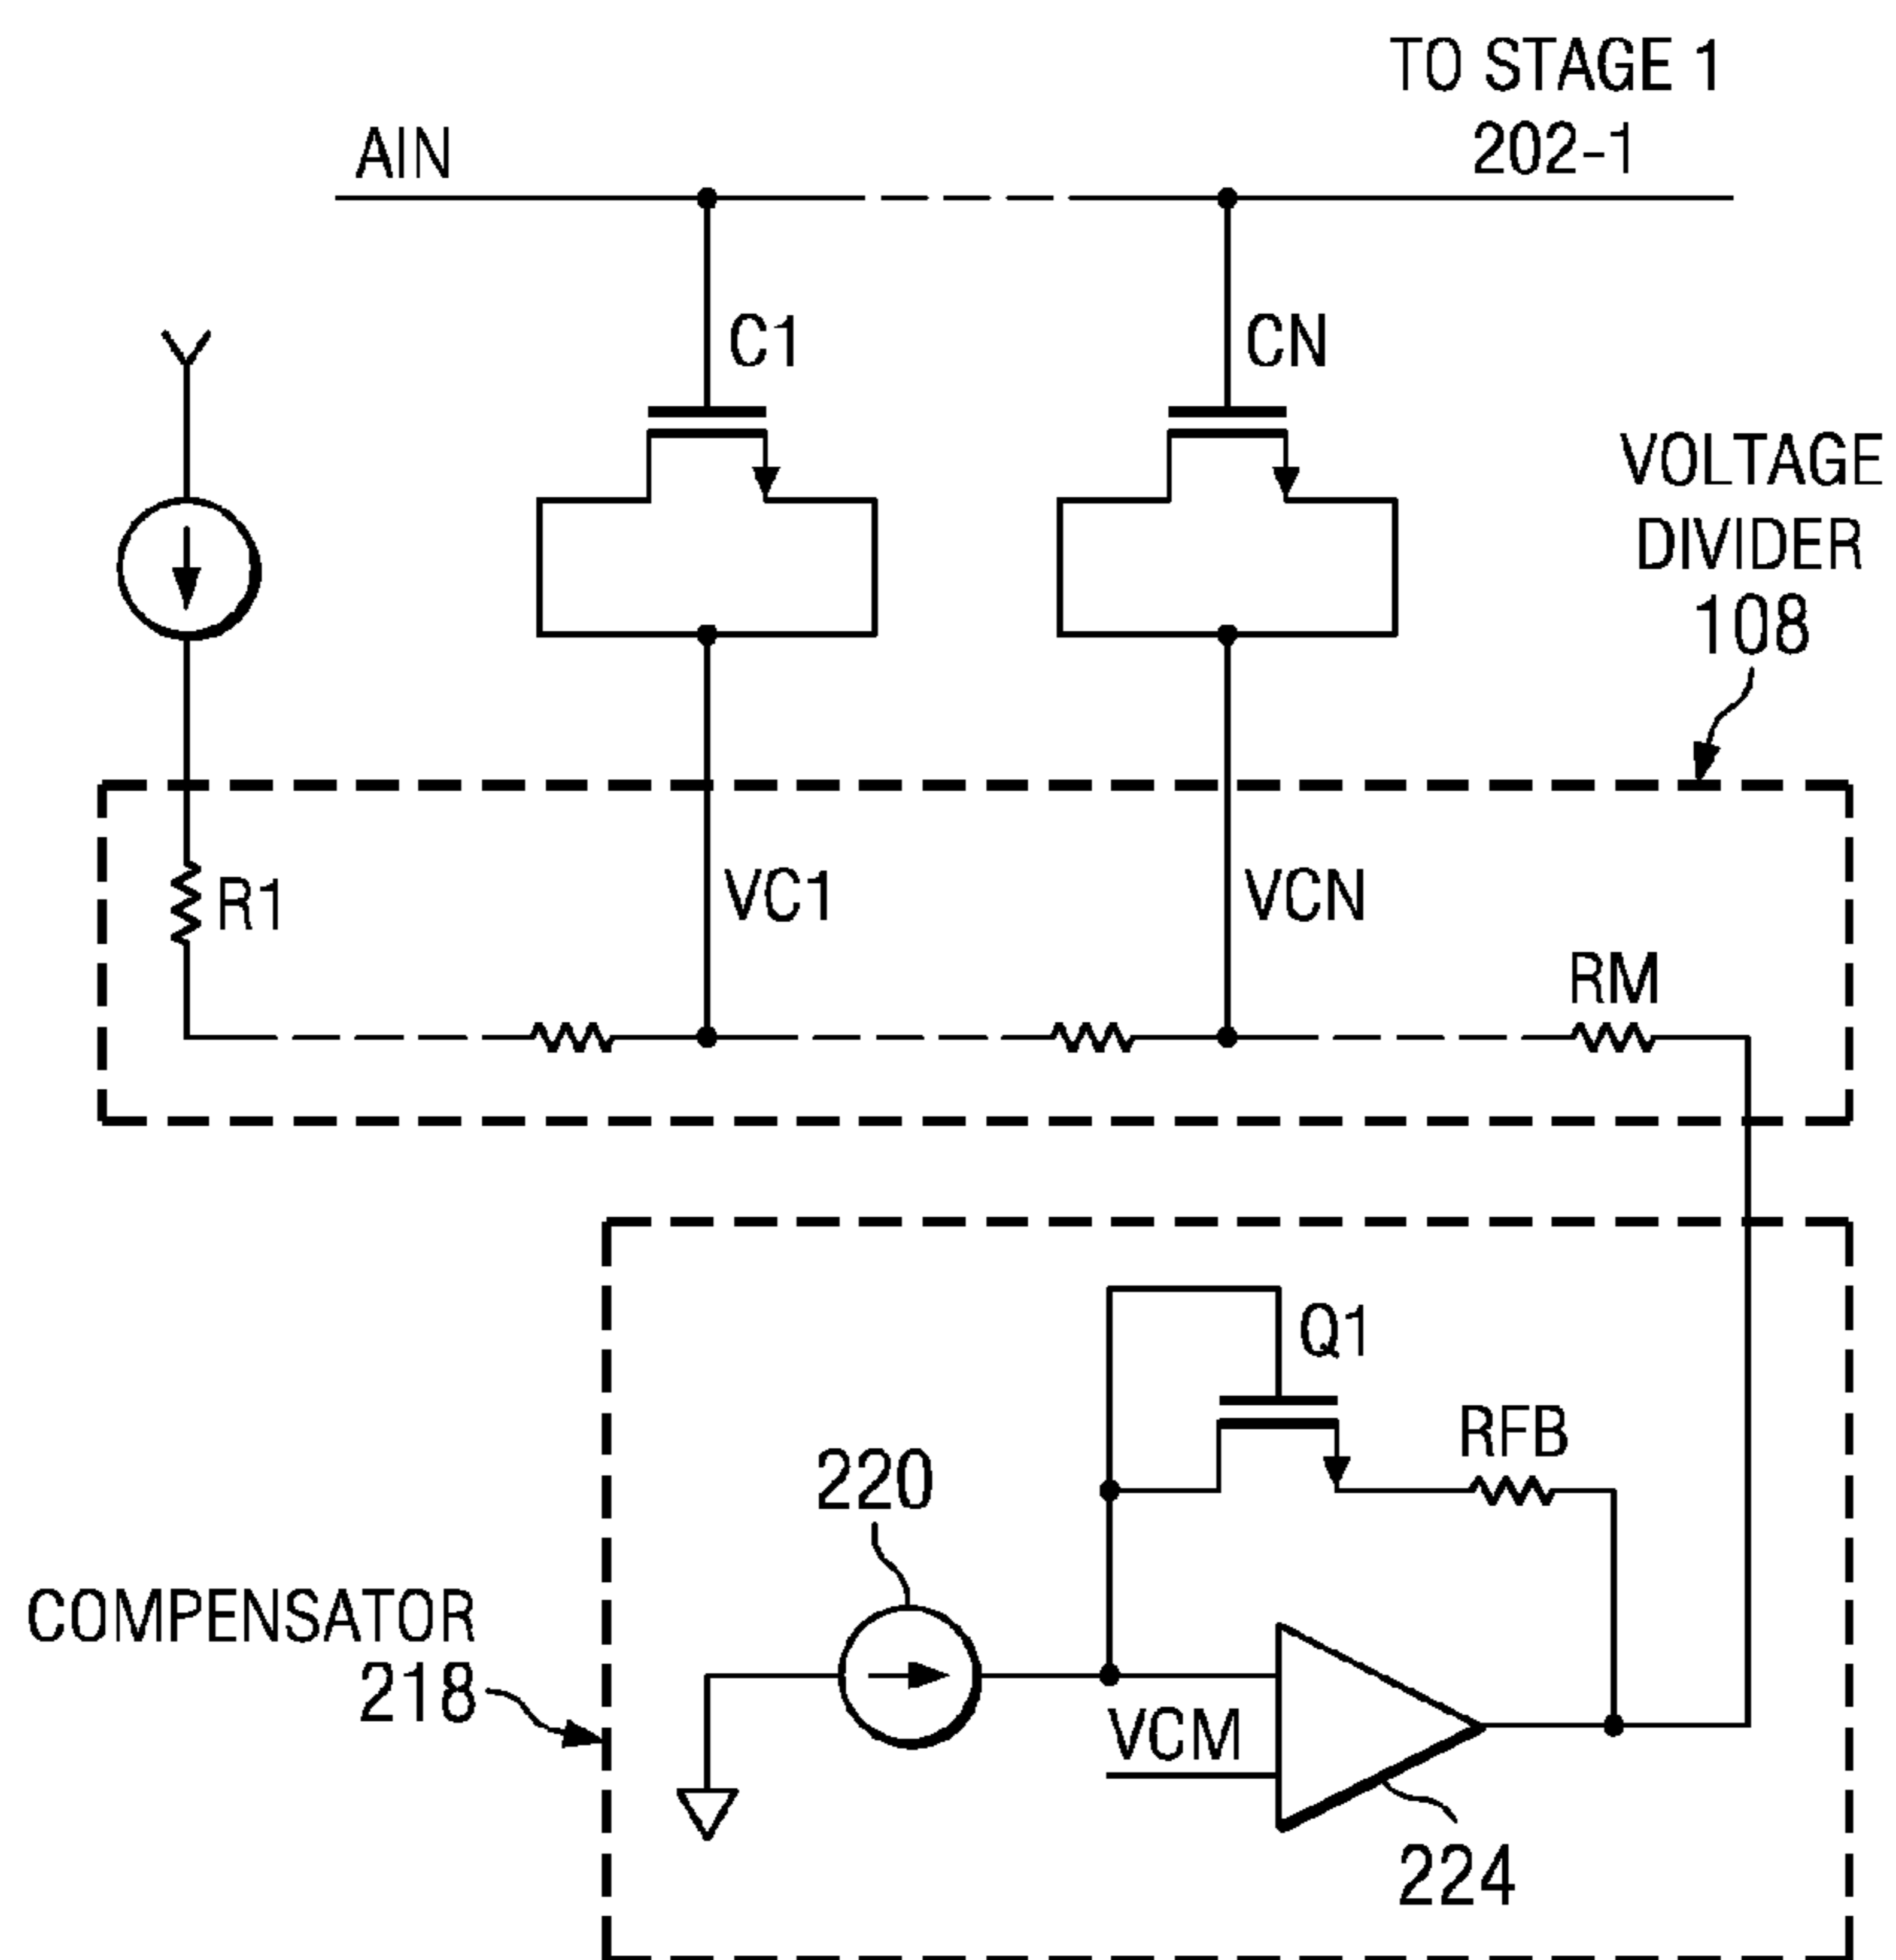 TO STAGE 1
202-1
AIN
C1
CN
VOLTAGE
DIVIDER
108
R1
VC1
VCN
RM
Q1
RFB
220
COMPENSATOR
218
VCM
224